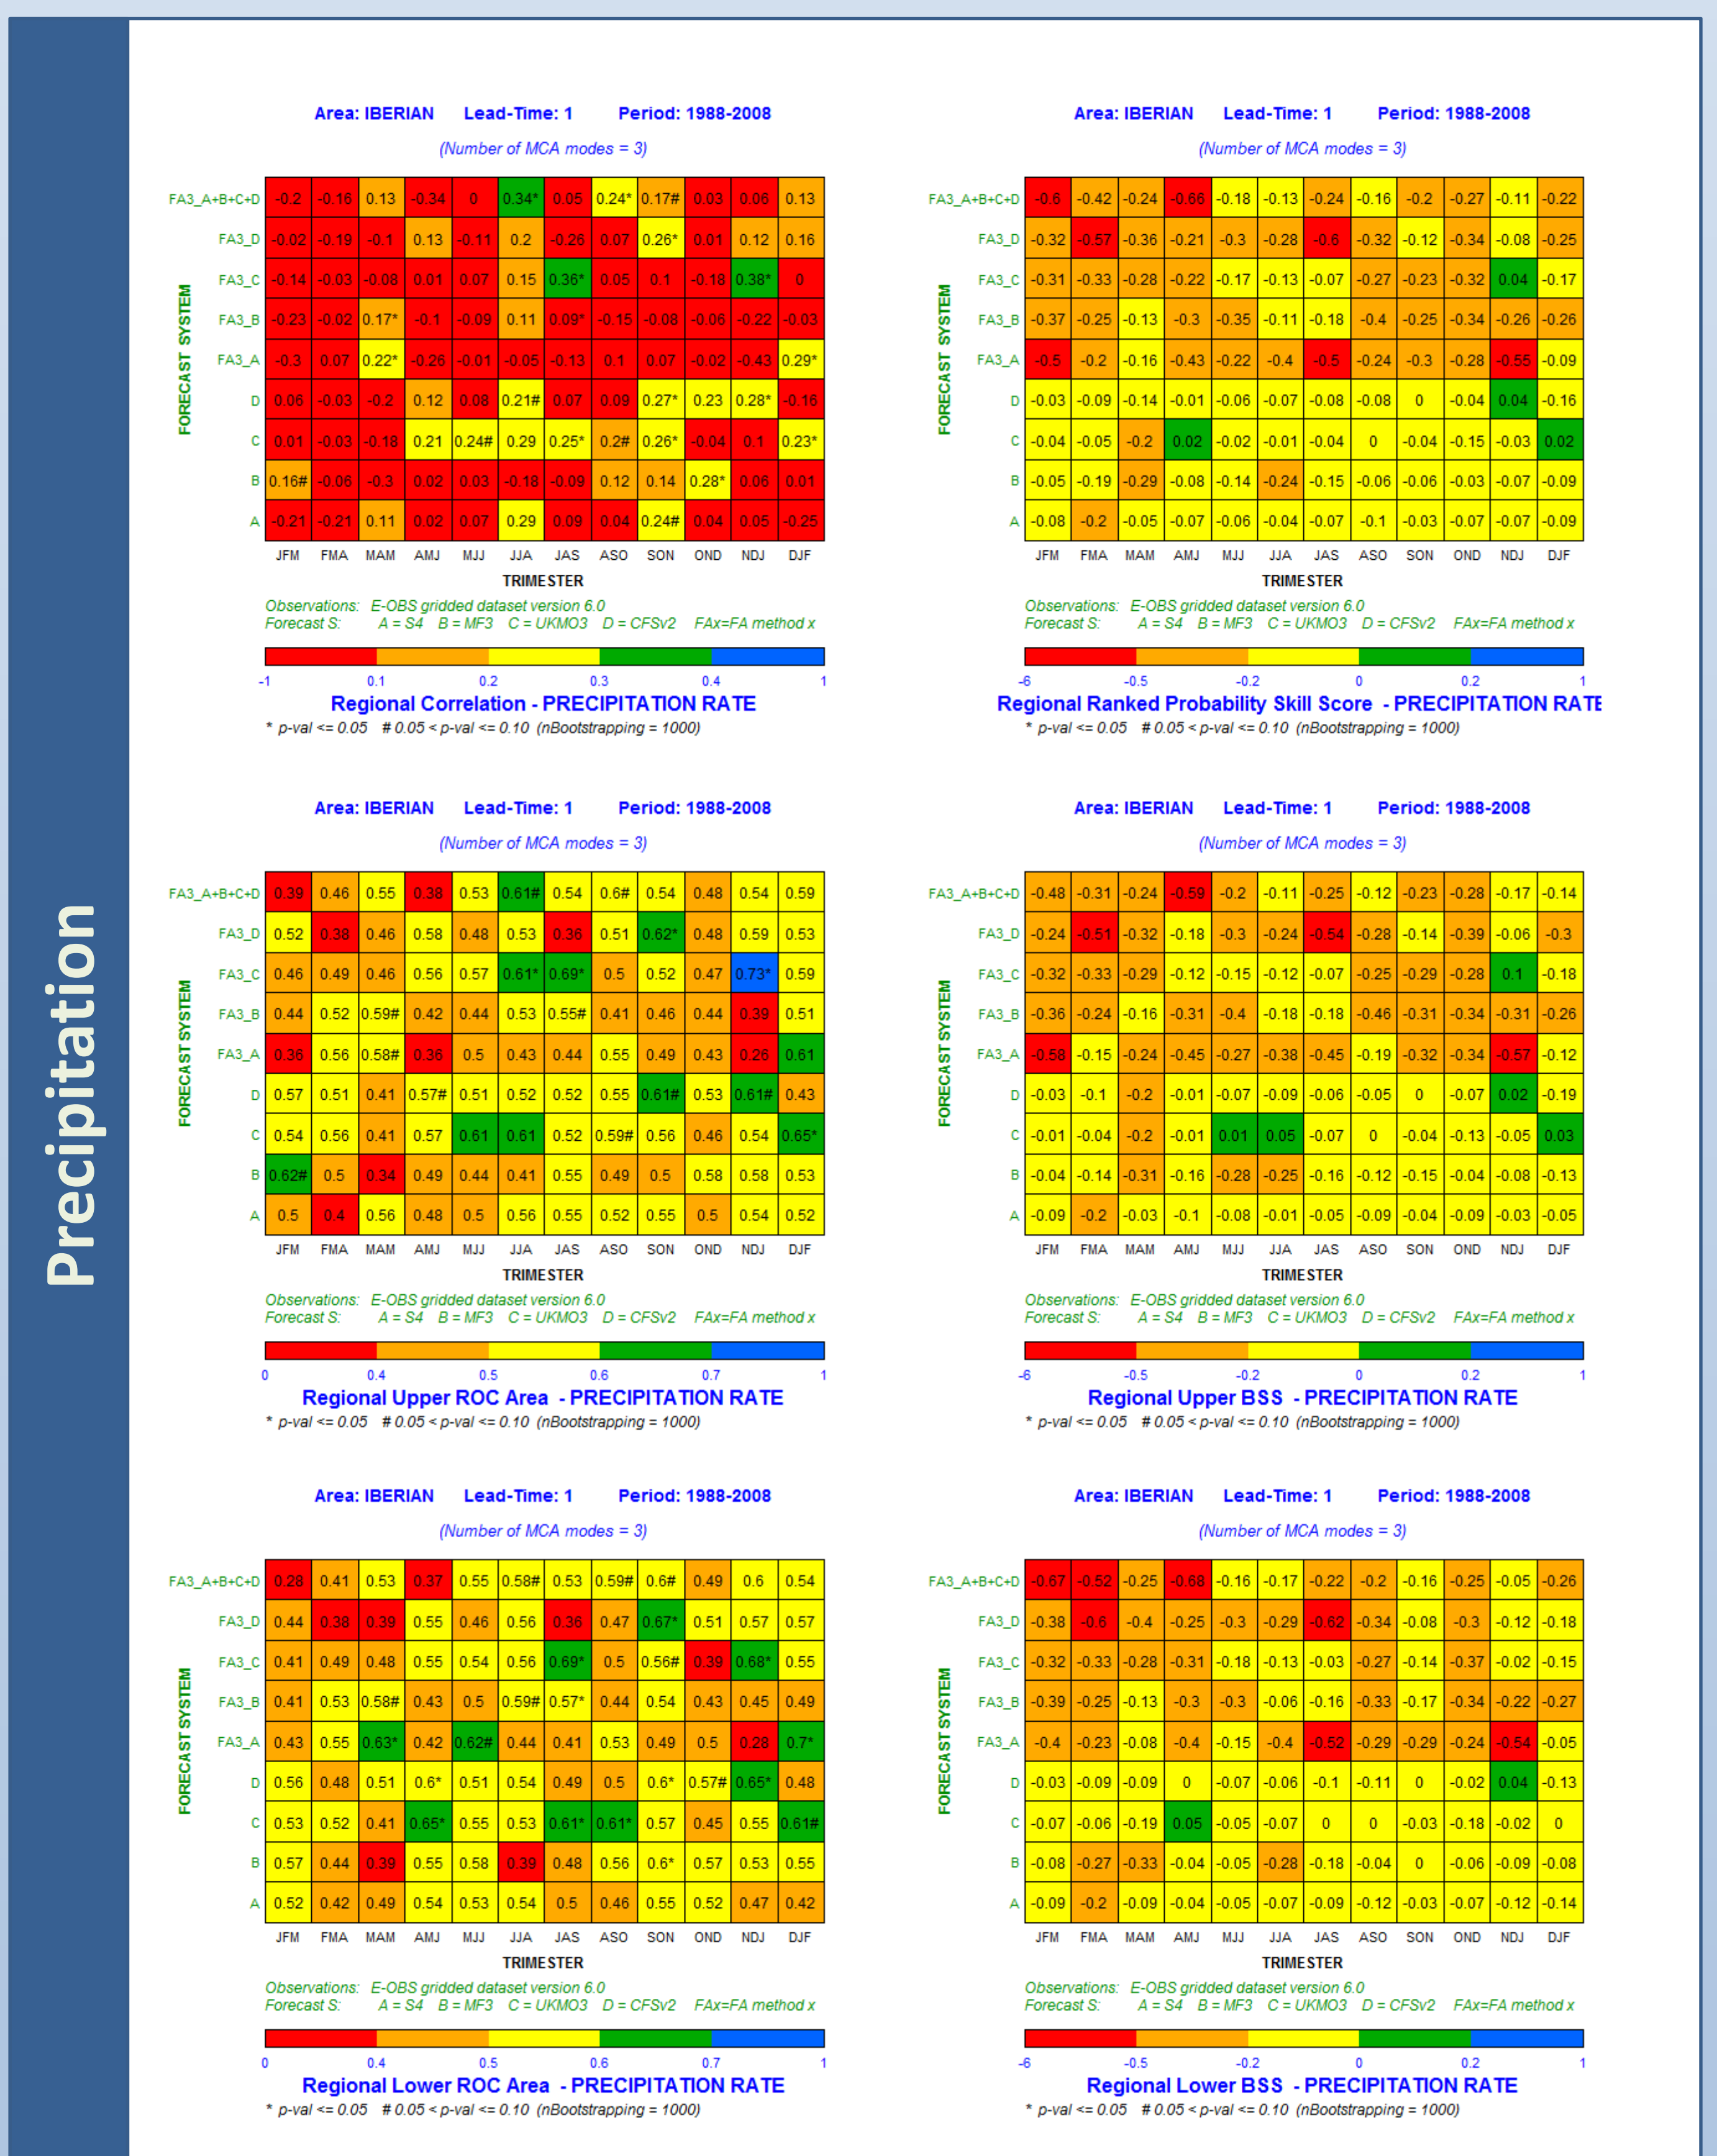 Precipitation
Area: IBERIAN Lead-Time: 1 Period: 1988-2008
(Number of MCA modes = 3)
FORECAST SYSTEM
FA3_A+B+C+D -0.2 -0.16 0.13 -0.34 0 0.34* 0.05 0.24* 0.17# 0.03 0.06 0.13
FA3_D -0.02 -0.19 -0.1 0.13 -0.11 0.2 -0.26 0.07 0.26* 0.01 0.12 0.16
FA3_C -0.14 -0.03 -0.08 0.01 0.07 0.15 0.36* 0.05 0.1 -0.18 0.38* 0
FA3_B -0.23 -0.02 0.17* -0.1 -0.09 0.11 0.09* -0.15 -0.08 -0.06 -0.22 -0.03
FA3_A -0.3 0.07 0.22* -0.26 -0.01 -0.05 -0.13 0.1 0.07 -0.02 -0.43 0.29*
D 0.06 -0.03 -0.2 0.12 0.08 0.21# 0.07 0.09 0.27* 0.23 0.28* -0.16
C 0.01 -0.03 -0.18 0.21 0.24# 0.29 0.25* 0.2# 0.26* -0.04 0.1 0.23*
B 0.16# -0.06 -0.3 0.02 0.03 -0.18 -0.09 0.12 0.14 0.28* 0.06 0.01
A -0.21 -0.21 0.11 0.02 0.07 0.29 0.09 0.04 0.24# 0.04 0.05 -0.25
JFM FMA MAM AMJ MJJ JJA JAS ASO SON OND NDJ DJF
TRIMESTER
Observations: E-OBS gridded dataset version 6.0
Forecast S: A = S4 B = MF3 C = UKMO3 D = CFSv2 FAx=FA method x
-1 0.1 0.2 0.3 0.4 1
Regional Correlation - PRECIPITATION RATE
* p-val <= 0.05 # 0.05 < p-val <= 0.10 (nBootstrapping = 1000)
Area: IBERIAN Lead-Time: 1 Period: 1988-2008
(Number of MCA modes = 3)
FORECAST SYSTEM
FA3_A+B+C+D -0.6 -0.42 -0.24 -0.66 -0.18 -0.13 -0.24 -0.16 -0.2 -0.27 -0.11 -0.22
FA3_D -0.32 -0.57 -0.36 -0.21 -0.3 -0.28 -0.6 -0.32 -0.12 -0.34 -0.08 -0.25
FA3_C -0.31 -0.33 -0.28 -0.22 -0.17 -0.13 -0.07 -0.27 -0.23 -0.32 0.04 -0.17
FA3_B -0.37 -0.25 -0.13 -0.3 -0.35 -0.11 -0.18 -0.4 -0.25 -0.34 -0.26 -0.26
FA3_A -0.5 -0.2 -0.16 -0.43 -0.22 -0.4 -0.5 -0.24 -0.3 -0.28 -0.55 -0.09
D -0.03 -0.09 -0.14 -0.01 -0.06 -0.07 -0.08 -0.08 0 -0.04 0.04 -0.16
C -0.04 -0.05 -0.2 0.02 -0.02 -0.01 -0.04 0 -0.04 -0.15 -0.03 0.02
B -0.05 -0.19 -0.29 -0.08 -0.14 -0.24 -0.15 -0.06 -0.06 -0.03 -0.07 -0.09
A -0.08 -0.2 -0.05 -0.07 -0.06 -0.04 -0.07 -0.1 -0.03 -0.07 -0.07 -0.09
JFM FMA MAM AMJ MJJ JJA JAS ASO SON OND NDJ DJF
TRIMESTER
Observations: E-OBS gridded dataset version 6.0
Forecast S: A = S4 B = MF3 C = UKMO3 D = CFSv2 FAx=FA method x
-6 -0.5 -0.2 0 0.2 1
Regional Ranked Probability Skill Score - PRECIPITATION RATE
* p-val <= 0.05 # 0.05 < p-val <= 0.10 (nBootstrapping = 1000)
Area: IBERIAN Lead-Time: 1 Period: 1988-2008
(Number of MCA modes = 3)
FORECAST SYSTEM
FA3_A+B+C+D 0.39 0.46 0.55 0.38 0.53 0.61# 0.54 0.6# 0.54 0.48 0.54 0.59
FA3_D 0.52 0.38 0.46 0.58 0.48 0.53 0.36 0.51 0.62* 0.48 0.59 0.53
FA3_C 0.46 0.49 0.46 0.56 0.57 0.61* 0.69* 0.5 0.52 0.47 0.73* 0.59
FA3_B 0.44 0.52 0.59# 0.42 0.44 0.53 0.55# 0.41 0.46 0.44 0.39 0.51
FA3_A 0.36 0.56 0.58# 0.36 0.5 0.43 0.44 0.55 0.49 0.43 0.26 0.61
D 0.57 0.51 0.41 0.57# 0.51 0.52 0.52 0.55 0.61# 0.53 0.61# 0.43
C 0.54 0.56 0.41 0.57 0.61 0.61 0.52 0.59# 0.56 0.46 0.54 0.65*
B 0.62# 0.5 0.34 0.49 0.44 0.41 0.55 0.49 0.5 0.58 0.58 0.53
A 0.5 0.4 0.56 0.48 0.5 0.56 0.55 0.52 0.55 0.5 0.54 0.52
JFM FMA MAM AMJ MJJ JJA JAS ASO SON OND NDJ DJF
TRIMESTER
Observations: E-OBS gridded dataset version 6.0
Forecast S: A = S4 B = MF3 C = UKMO3 D = CFSv2 FAx=FA method x
0 0.4 0.5 0.6 0.7 1
Regional Upper ROC Area - PRECIPITATION RATE
* p-val <= 0.05 # 0.05 < p-val <= 0.10 (nBootstrapping = 1000)
Area: IBERIAN Lead-Time: 1 Period: 1988-2008
(Number of MCA modes = 3)
FORECAST SYSTEM
FA3_A+B+C+D -0.48 -0.31 -0.24 -0.59 -0.2 -0.11 -0.25 -0.12 -0.23 -0.28 -0.17 -0.14
FA3_D -0.24 -0.51 -0.32 -0.18 -0.3 -0.24 -0.54 -0.28 -0.14 -0.39 -0.06 -0.3
FA3_C -0.32 -0.33 -0.29 -0.12 -0.15 -0.12 -0.07 -0.25 -0.29 -0.28 0.1 -0.18
FA3_B -0.36 -0.24 -0.16 -0.31 -0.4 -0.18 -0.18 -0.46 -0.31 -0.34 -0.31 -0.26
FA3_A -0.58 -0.15 -0.24 -0.45 -0.27 -0.38 -0.45 -0.19 -0.32 -0.34 -0.57 -0.12
D -0.03 -0.1 -0.2 -0.01 -0.07 -0.09 -0.06 -0.05 0 -0.07 0.02 -0.19
C -0.01 -0.04 -0.2 -0.01 0.01 0.05 -0.07 0 -0.04 -0.13 -0.05 0.03
B -0.04 -0.14 -0.31 -0.16 -0.28 -0.25 -0.16 -0.12 -0.15 -0.04 -0.08 -0.13
A -0.09 -0.2 -0.03 -0.1 -0.08 -0.01 -0.05 -0.09 -0.04 -0.09 -0.03 -0.05
JFM FMA MAM AMJ MJJ JJA JAS ASO SON OND NDJ DJF
TRIMESTER
Observations: E-OBS gridded dataset version 6.0
Forecast S: A = S4 B = MF3 C = UKMO3 D = CFSv2 FAx=FA method x
-6 -0.5 -0.2 0 0.2 1
Regional Upper BSS - PRECIPITATION RATE
* p-val <= 0.05 # 0.05 < p-val <= 0.10 (nBootstrapping = 1000)
Area: IBERIAN Lead-Time: 1 Period: 1988-2008
(Number of MCA modes = 3)
FORECAST SYSTEM
FA3_A+B+C+D 0.28 0.41 0.53 0.37 0.55 0.58# 0.53 0.59# 0.6# 0.49 0.6 0.54
FA3_D 0.44 0.38 0.39 0.55 0.46 0.56 0.36 0.47 0.67* 0.51 0.57 0.57
FA3_C 0.41 0.49 0.48 0.55 0.54 0.56 0.69* 0.5 0.56# 0.39 0.68* 0.55
FA3_B 0.41 0.53 0.58# 0.43 0.5 0.59# 0.57* 0.44 0.54 0.43 0.45 0.49
FA3_A 0.43 0.55 0.63* 0.42 0.62# 0.44 0.41 0.53 0.49 0.5 0.28 0.7*
D 0.56 0.48 0.51 0.6* 0.51 0.54 0.49 0.5 0.6* 0.57# 0.65* 0.48
C 0.53 0.52 0.41 0.65* 0.55 0.53 0.61* 0.61* 0.57 0.45 0.55 0.61#
B 0.57 0.44 0.39 0.55 0.58 0.39 0.48 0.56 0.6* 0.57 0.53 0.55
A 0.52 0.42 0.49 0.54 0.53 0.54 0.5 0.46 0.55 0.52 0.47 0.42
JFM FMA MAM AMJ MJJ JJA JAS ASO SON OND NDJ DJF
TRIMESTER
Observations: E-OBS gridded dataset version 6.0
Forecast S: A = S4 B = MF3 C = UKMO3 D = CFSv2 FAx=FA method x
0 0.4 0.5 0.6 0.7 1
Regional Lower ROC Area - PRECIPITATION RATE
* p-val <= 0.05 # 0.05 < p-val <= 0.10 (nBootstrapping = 1000)
Area: IBERIAN Lead-Time: 1 Period: 1988-2008
(Number of MCA modes = 3)
FORECAST SYSTEM
FA3_A+B+C+D -0.67 -0.52 -0.25 -0.68 -0.16 -0.17 -0.22 -0.2 -0.16 -0.25 -0.05 -0.26
FA3_D -0.38 -0.6 -0.4 -0.25 -0.3 -0.29 -0.62 -0.34 -0.08 -0.3 -0.12 -0.18
FA3_C -0.32 -0.33 -0.28 -0.31 -0.18 -0.13 -0.03 -0.27 -0.14 -0.37 -0.02 -0.15
FA3_B -0.39 -0.25 -0.13 -0.3 -0.3 -0.06 -0.16 -0.33 -0.17 -0.34 -0.22 -0.27
FA3_A -0.4 -0.23 -0.08 -0.4 -0.15 -0.4 -0.52 -0.29 -0.29 -0.24 -0.54 -0.05
D -0.03 -0.09 -0.09 0 -0.07 -0.06 -0.1 -0.11 0 -0.02 0.04 -0.13
C -0.07 -0.06 -0.19 0.05 -0.05 -0.07 0 0 -0.03 -0.18 -0.02 0
B -0.08 -0.27 -0.33 -0.04 -0.05 -0.28 -0.18 -0.04 0 -0.06 -0.09 -0.08
A -0.09 -0.2 -0.09 -0.04 -0.05 -0.07 -0.09 -0.12 -0.03 -0.07 -0.12 -0.14
JFM FMA MAM AMJ MJJ JJA JAS ASO SON OND NDJ DJF
TRIMESTER
Observations: E-OBS gridded dataset version 6.0
Forecast S: A = S4 B = MF3 C = UKMO3 D = CFSv2 FAx=FA method x
-6 -0.5 -0.2 0 0.2 1
Regional Lower BSS - PRECIPITATION RATE
* p-val <= 0.05 # 0.05 < p-val <= 0.10 (nBootstrapping = 1000)